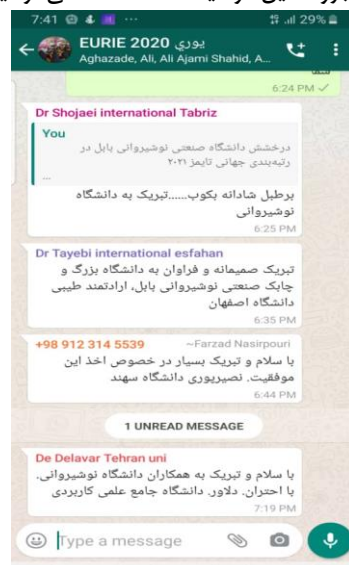 7:41
29%
EURIE 2020 يوري
Aghazade, Ali, Ali Ajami Shahid, A...
6:24 PM
Dr Shojaei international Tabriz
You
درخشش دانشگاه صنعتی نوشیروانی بابل در
رتبه‌بندی جهانی تایمز ۲۰۲۱
...
برطبل شادانه بکوب......تبریک به دانشگاه
نوشیروانی
6:25 PM
Dr Tayebi international esfahan
تبریک صمیمانه و فراوان به دانشگاه بزرگ و
چابک صنعتی نوشیروانی بابل، ارادتمند طیبی
دانشگاه اصفهان
6:35 PM
+98 912 314 5539 ~Farzad Nasirpouri
با سلام و تبریک بسیار در خصوص اخذ این
موفقیت. نصیرپوری دانشگاه سهند
6:44 PM
1 UNREAD MESSAGE
De Delavar Tehran uni
با سلام و تبریک به همکاران دانشگاه نوشیروانی.
با احتران. دلاور. دانشگاه جامع علمی کاربردی
7:19 PM
Type a message